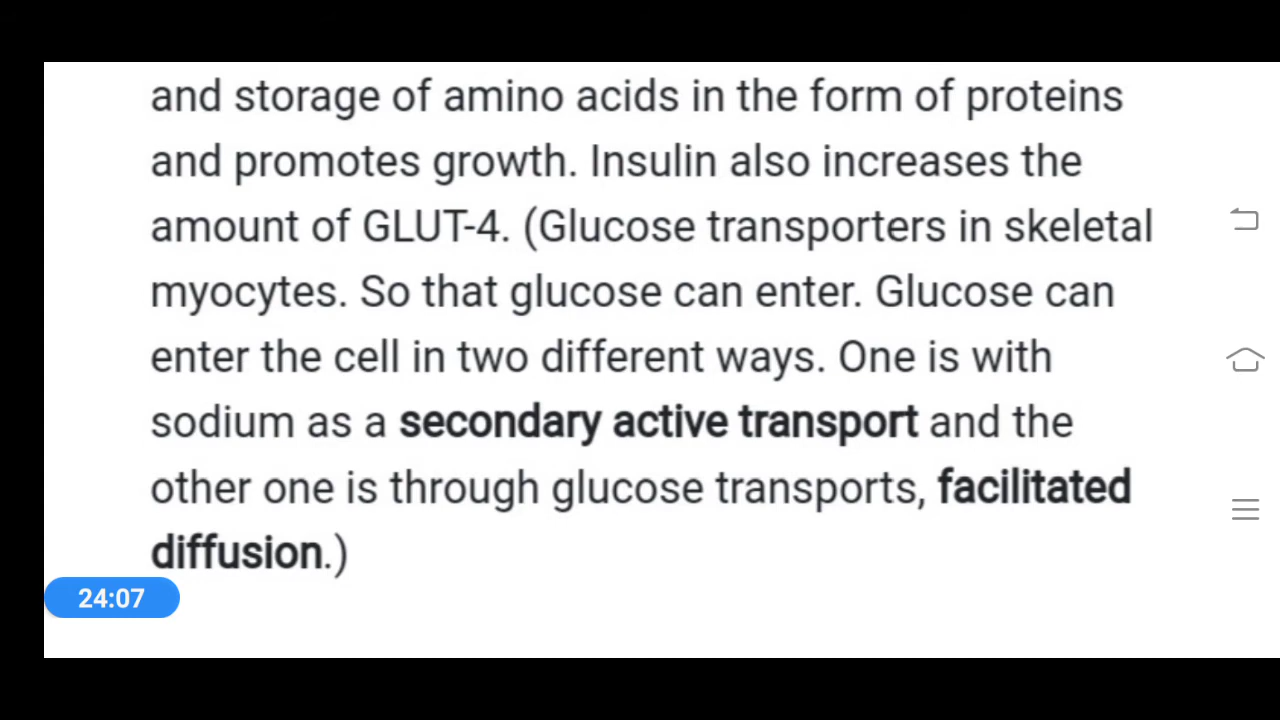 and storage of amino acids in the form of proteins
and promotes growth. Insulin also increases the
amount of GLUT-4. (Glucose transporters in skeletal
myocytes. So that glucose can enter. Glucose can
enter the cell in two different ways. One is with
sodium as a secondary active transport and the
other one is through glucose transports, facilitated
diffusion.)
24:07